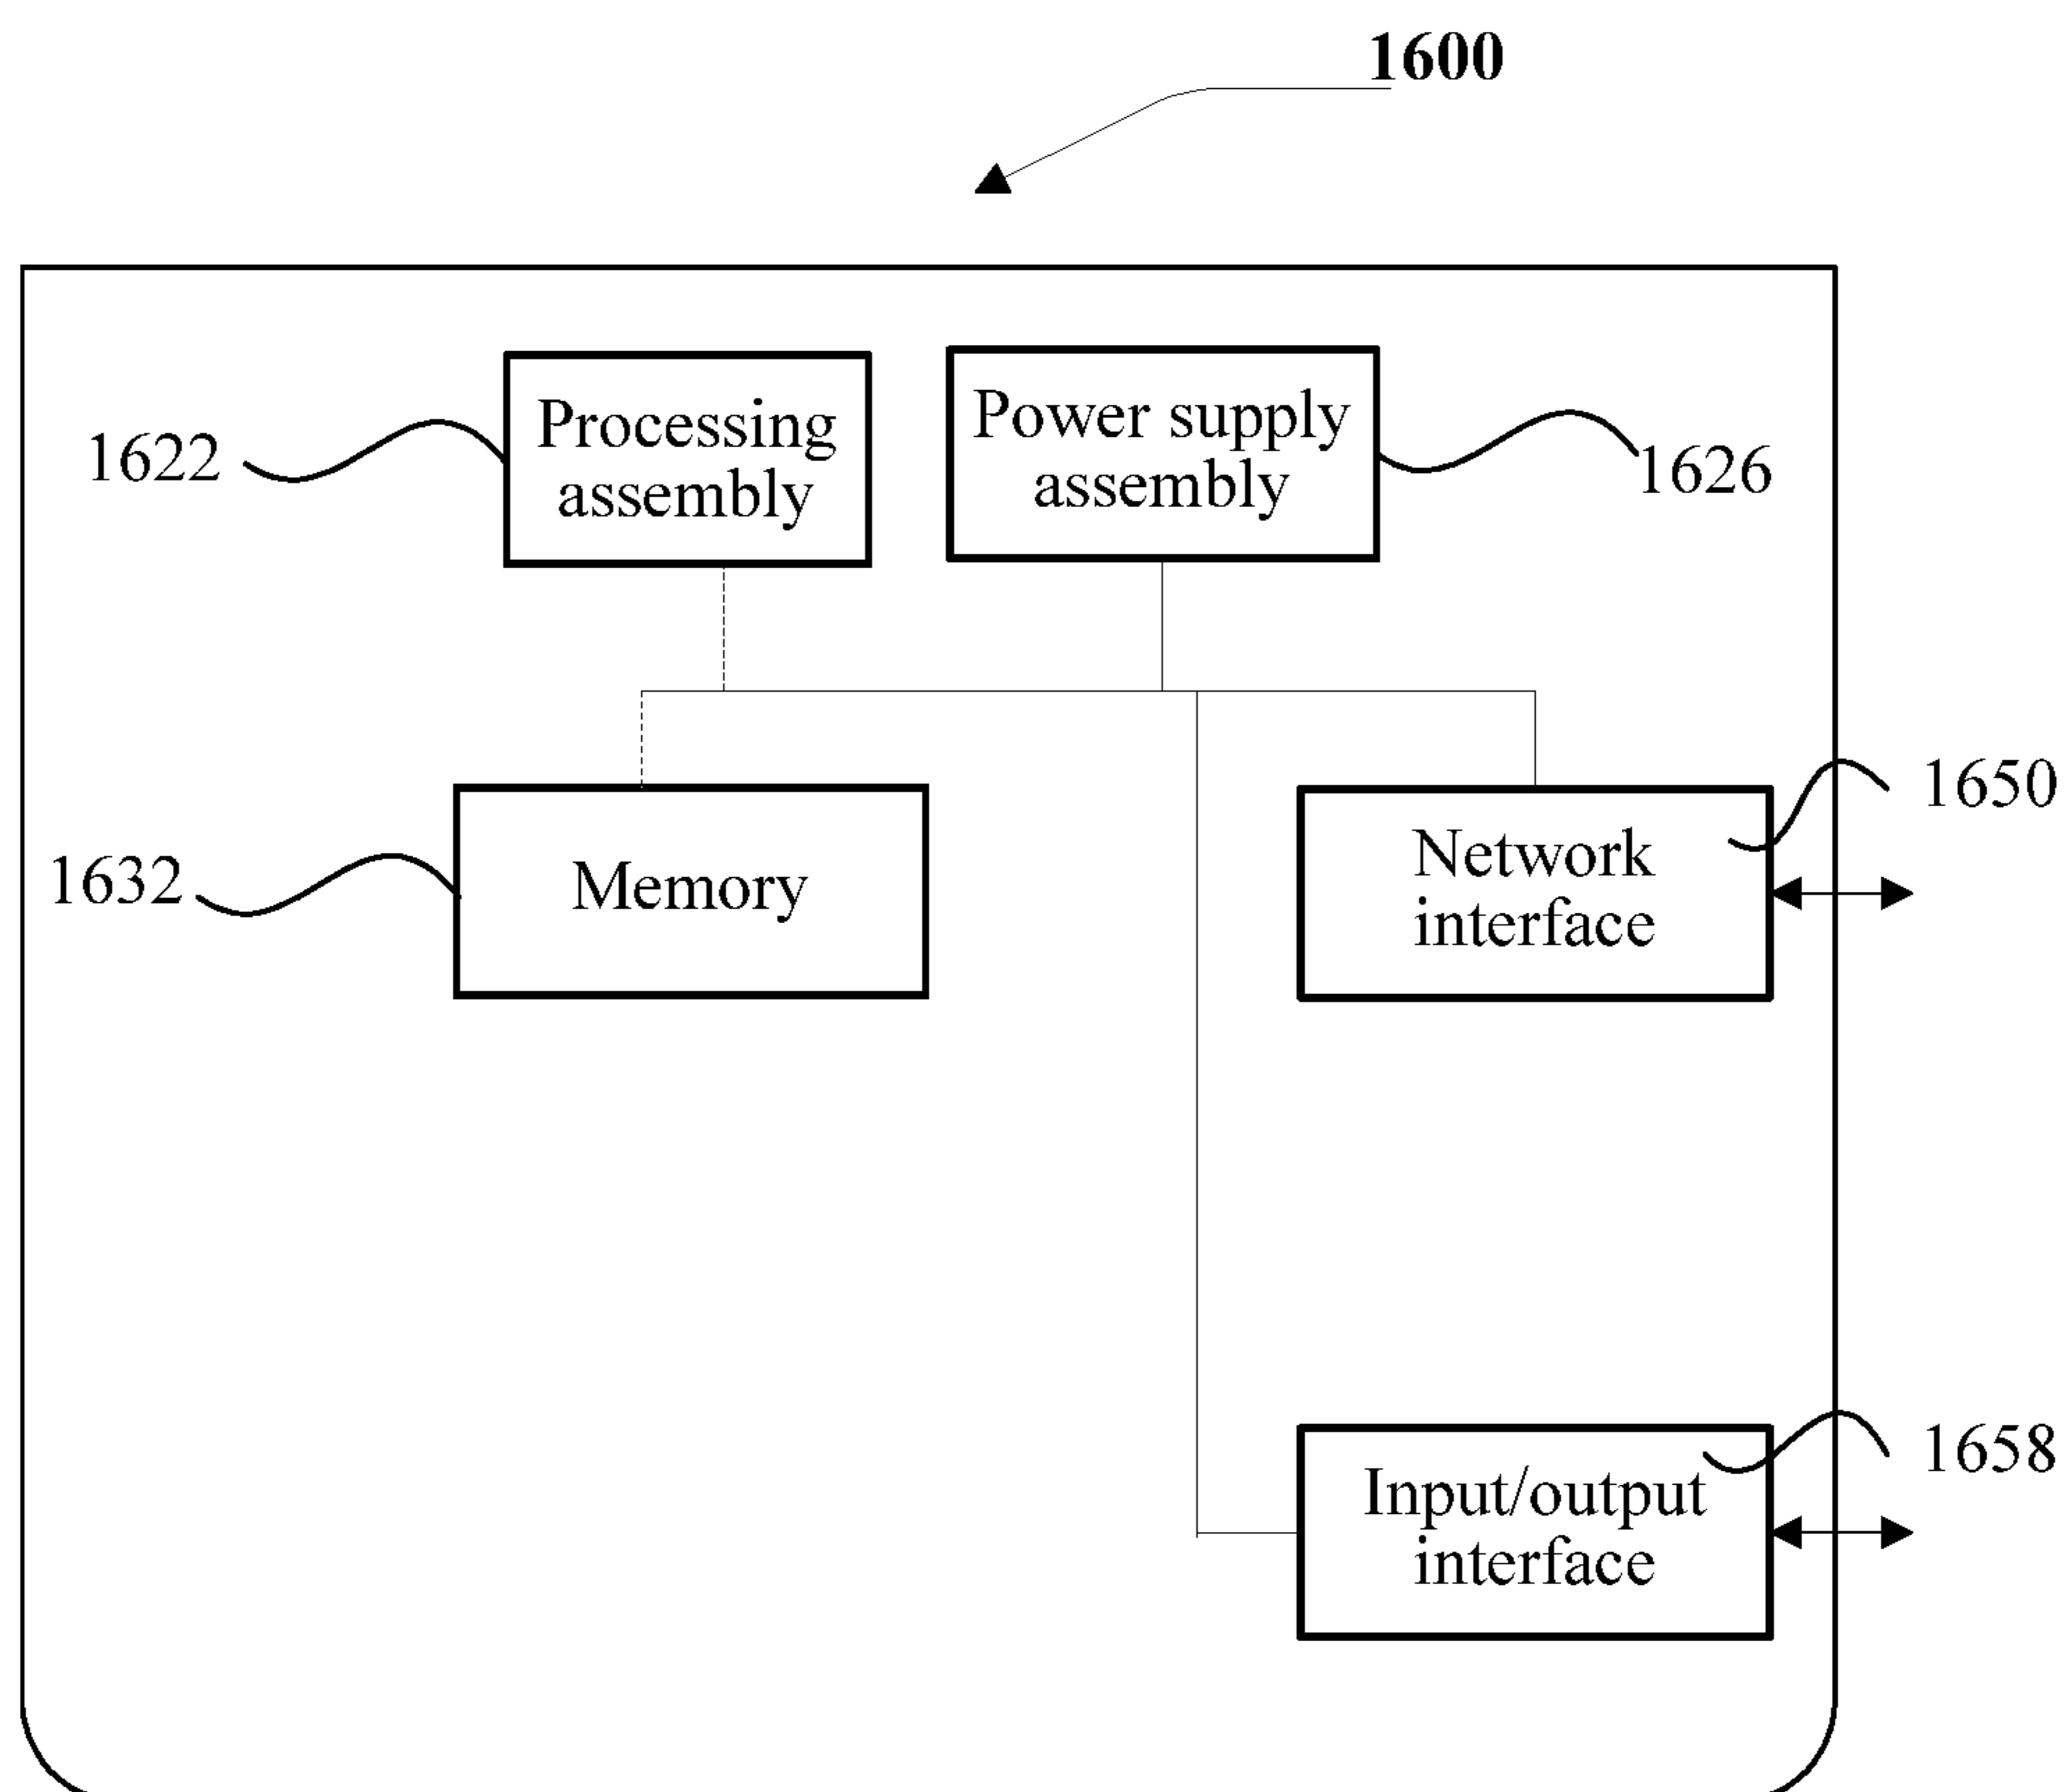 1600
Processing
assembly
Power supply
assembly
1622
1626
1650
Network
interface
1632
Memory
1658
Input/output
interface